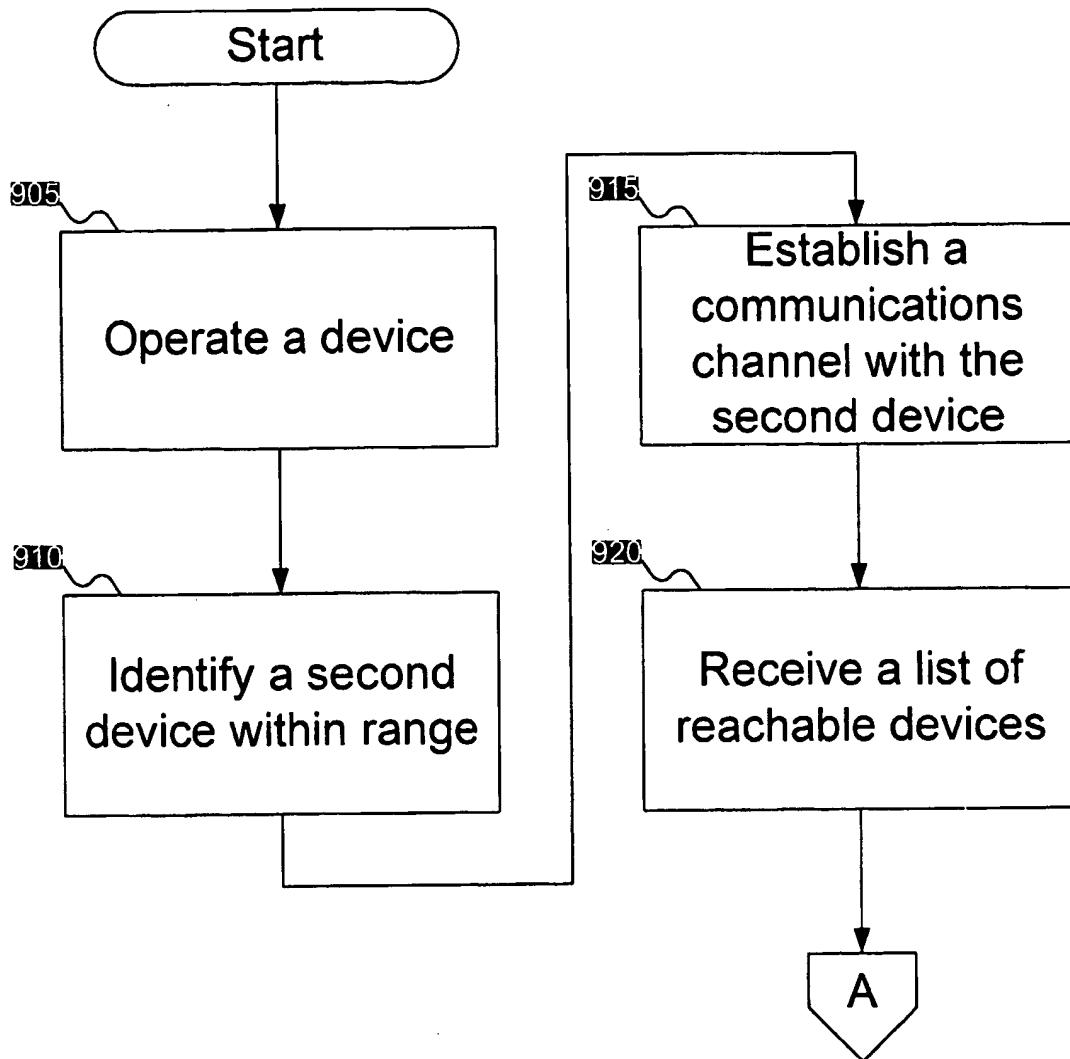 Start
905
Operate a device
910
Identify a second
device within range
915
Establish a
communications
channel with the
second device
920
Receive a list of
reachable devices
A